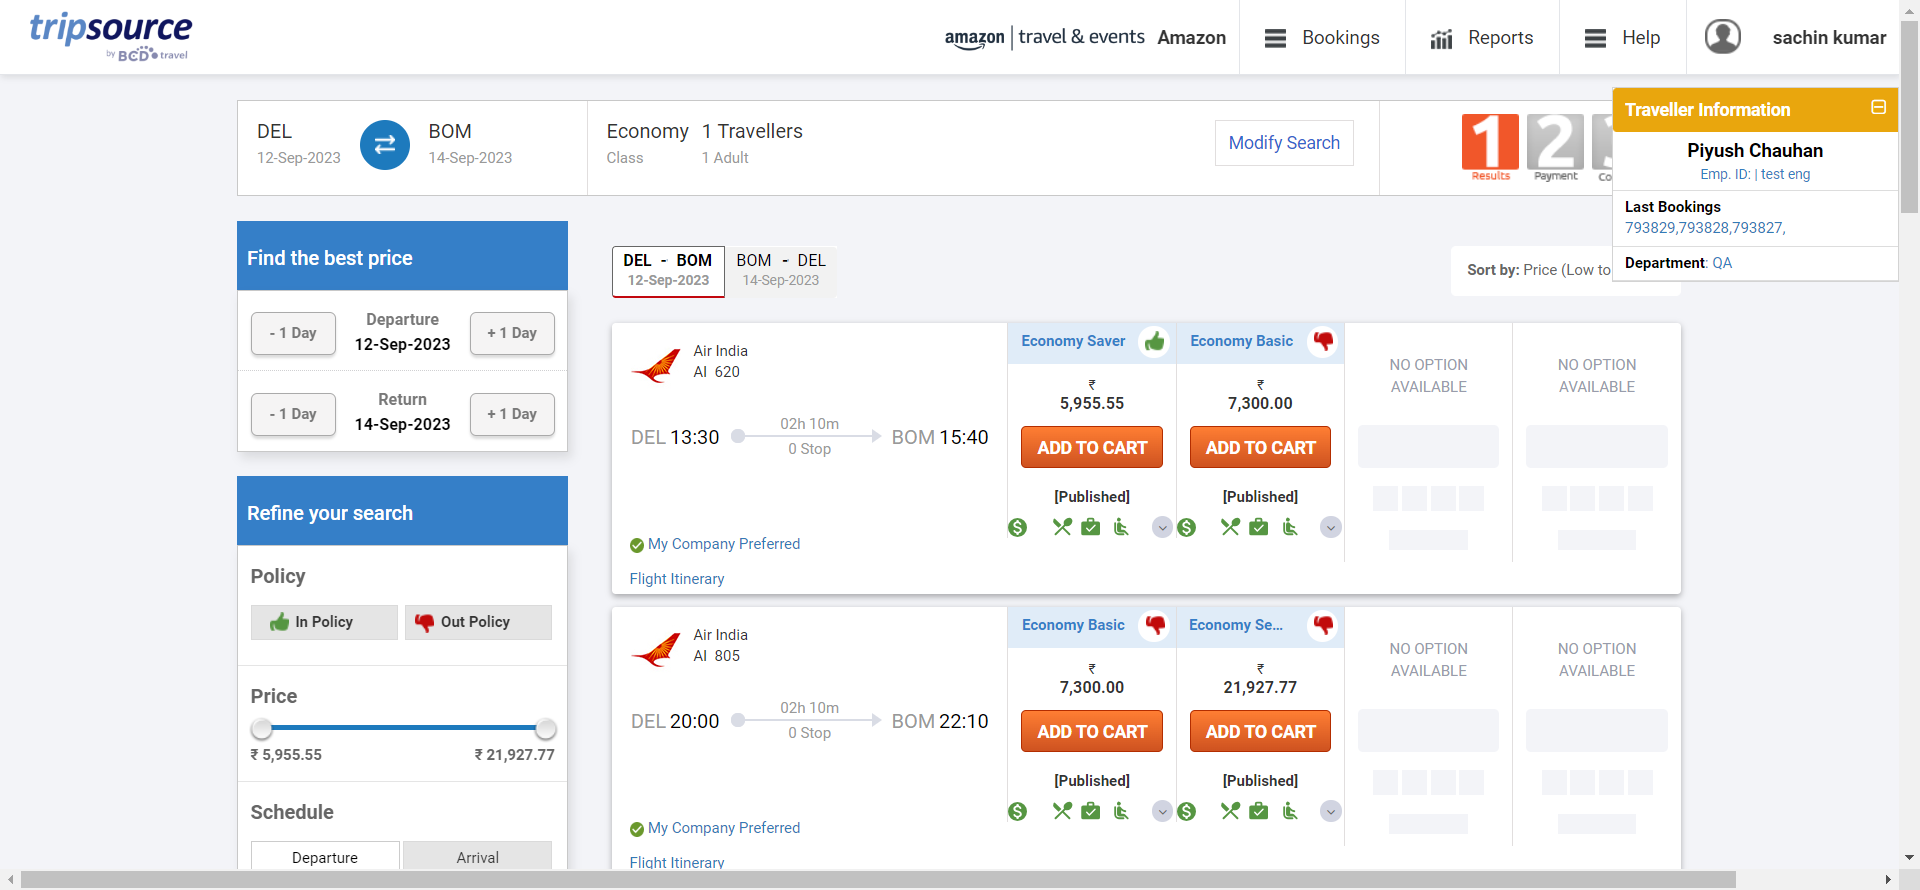 tripsource
by BCD travel
amazon | travel & events Amazon
Bookings
Reports
Help
sachin kumar
DEL
12-Sep-2023
BOM
14-Sep-2023
Economy
Class
1 Travellers
1 Adult
Modify Search
1
Results
2
Payment
Traveller Information
Piyush Chauhan
Emp. ID: | test eng
Last Bookings
793829,793828,793827,
Department: QA
Find the best price
- 1 Day
Departure
12-Sep-2023
+ 1 Day
- 1 Day
Return
14-Sep-2023
+ 1 Day
Refine your search
Policy
In Policy
Out Policy
Price
₹ 5,955.55
₹ 21,927.77
Schedule
Departure
Arrival
DEL - BOM
12-Sep-2023
BOM - DEL
14-Sep-2023
Sort by: Price (Low to
Air India
AI 620
DEL 13:30
02h 10m
0 Stop
BOM 15:40
My Company Preferred
Flight Itinerary
Economy Saver
₹
5,955.55
ADD TO CART
[Published]
Economy Basic
₹
7,300.00
ADD TO CART
[Published]
NO OPTION
AVAILABLE
NO OPTION
AVAILABLE
Air India
AI 805
DEL 20:00
02h 10m
0 Stop
BOM 22:10
My Company Preferred
Flight Itinerary
Economy Basic
₹
7,300.00
ADD TO CART
[Published]
Economy Se...
₹
21,927.77
ADD TO CART
[Published]
NO OPTION
AVAILABLE
NO OPTION
AVAILABLE